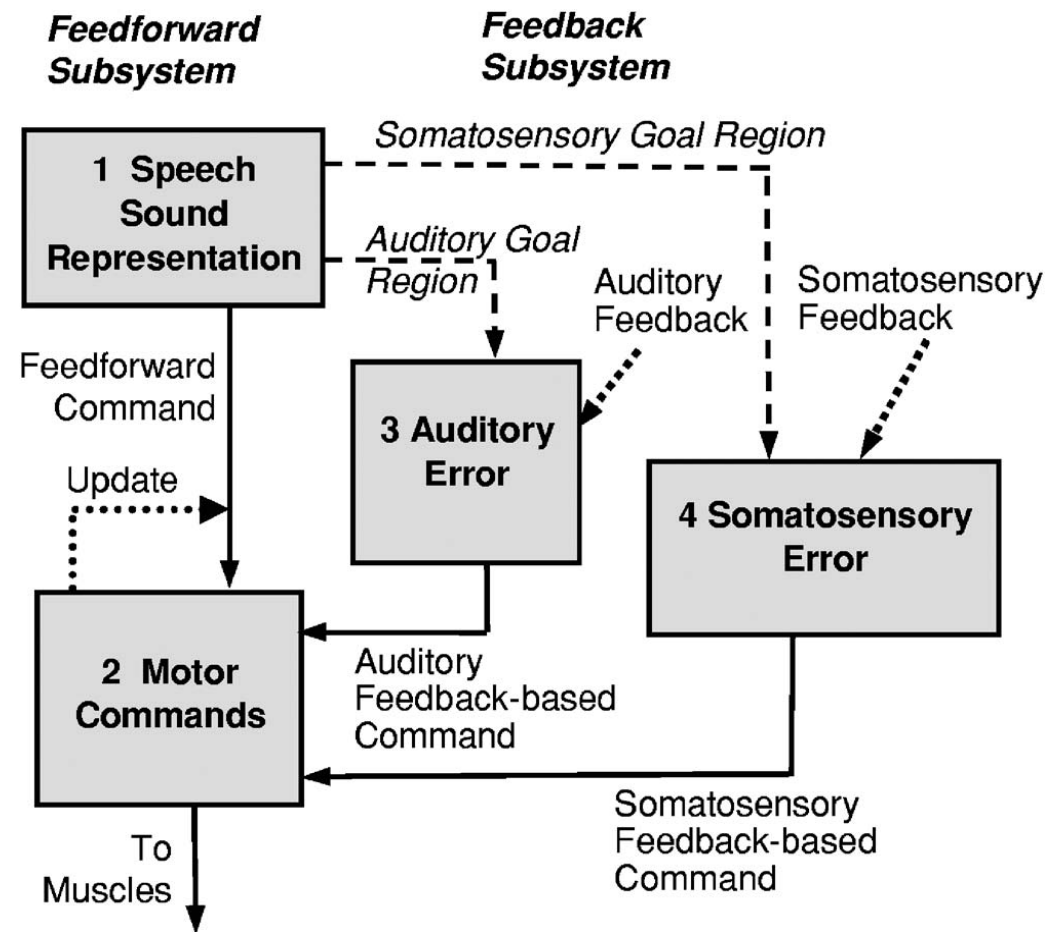 Feedforward
Subsystem
Feedback
Subsystem
Somatosensory Goal Region
1 Speech
Sound
Representation
Auditory Goal
Region
Auditory
Feedback
Somatosensory
Feedback
Feedforward
Command
3 Auditory
Error
Update
4 Somatosensory
Error
2 Motor
Commands
Auditory
Feedback-based
Command
Somatosensory
Feedback-based
Command
To
Muscles